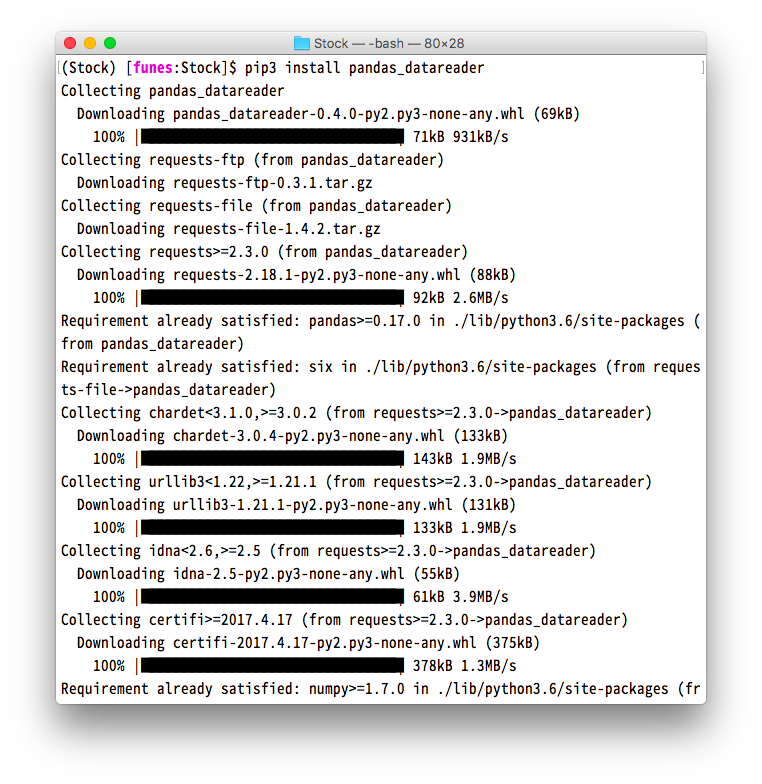 Stock — -bash — 80×28
(Stock) [funes:Stock]$ pip3 install pandas_datareader
Collecting pandas_datareader
Downloading pandas_datareader-0.4.0-py2.py3-none-any.whl (69kB)
100% |████████████████████████████████| 71kB 931kB/s
Collecting requests-ftp (from pandas_datareader)
Downloading requests-ftp-0.3.1.tar.gz
Collecting requests-file (from pandas_datareader)
Downloading requests-file-1.4.2.tar.gz
Collecting requests>=2.3.0 (from pandas_datareader)
Downloading requests-2.18.1-py2.py3-none-any.whl (88kB)
100% |████████████████████████████████| 92kB 2.6MB/s
Requirement already satisfied: pandas>=0.17.0 in ./lib/python3.6/site-packages (
from pandas_datareader)
Requirement already satisfied: six in ./lib/python3.6/site-packages (from reques
ts-file->pandas_datareader)
Collecting chardet<3.1.0,>=3.0.2 (from requests>=2.3.0->pandas_datareader)
Downloading chardet-3.0.4-py2.py3-none-any.whl (133kB)
100% |████████████████████████████████| 143kB 1.9MB/s
Collecting urllib3<1.22,>=1.21.1 (from requests>=2.3.0->pandas_datareader)
Downloading urllib3-1.21.1-py2.py3-none-any.whl (131kB)
100% |████████████████████████████████| 133kB 1.9MB/s
Collecting idna<2.6,>=2.5 (from requests>=2.3.0->pandas_datareader)
Downloading idna-2.5-py2.py3-none-any.whl (55kB)
100% |████████████████████████████████| 61kB 3.9MB/s
Collecting certifi>=2017.4.17 (from requests>=2.3.0->pandas_datareader)
Downloading certifi-2017.4.17-py2.py3-none-any.whl (375kB)
100% |████████████████████████████████| 378kB 1.3MB/s
Requirement already satisfied: numpy>=1.7.0 in ./lib/python3.6/site-packages (fr